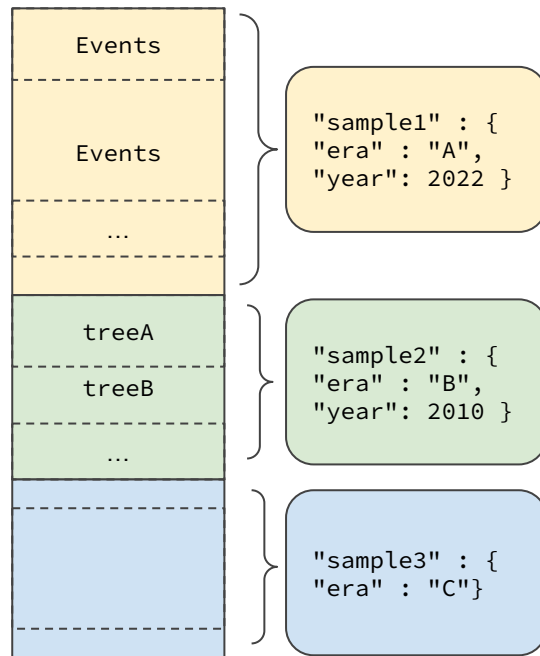 Events
Events
...
"sample1" : {
"era" : "A",
"year": 2022 }
treeA
treeB
...
"sample2" : {
"era" : "B",
"year": 2010 }
"sample3" : {
"era" : "C"}